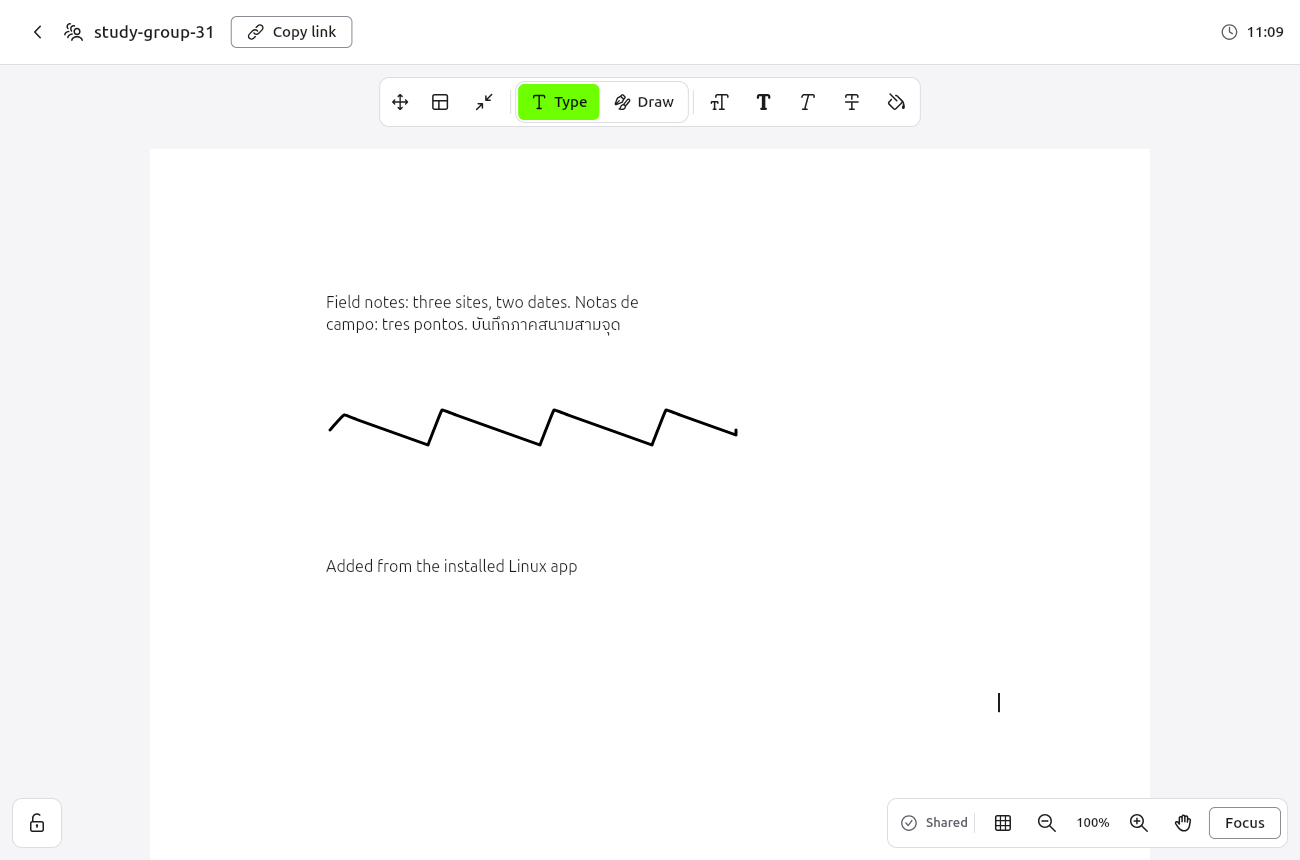 study-group-31
Copy link
11:09
Type
Draw
Field notes: three sites, two dates. Notas de
campo: tres pontos. บันทึกภาคสนามสามจุด
Added from the installed Linux app
Shared
100%
Focus